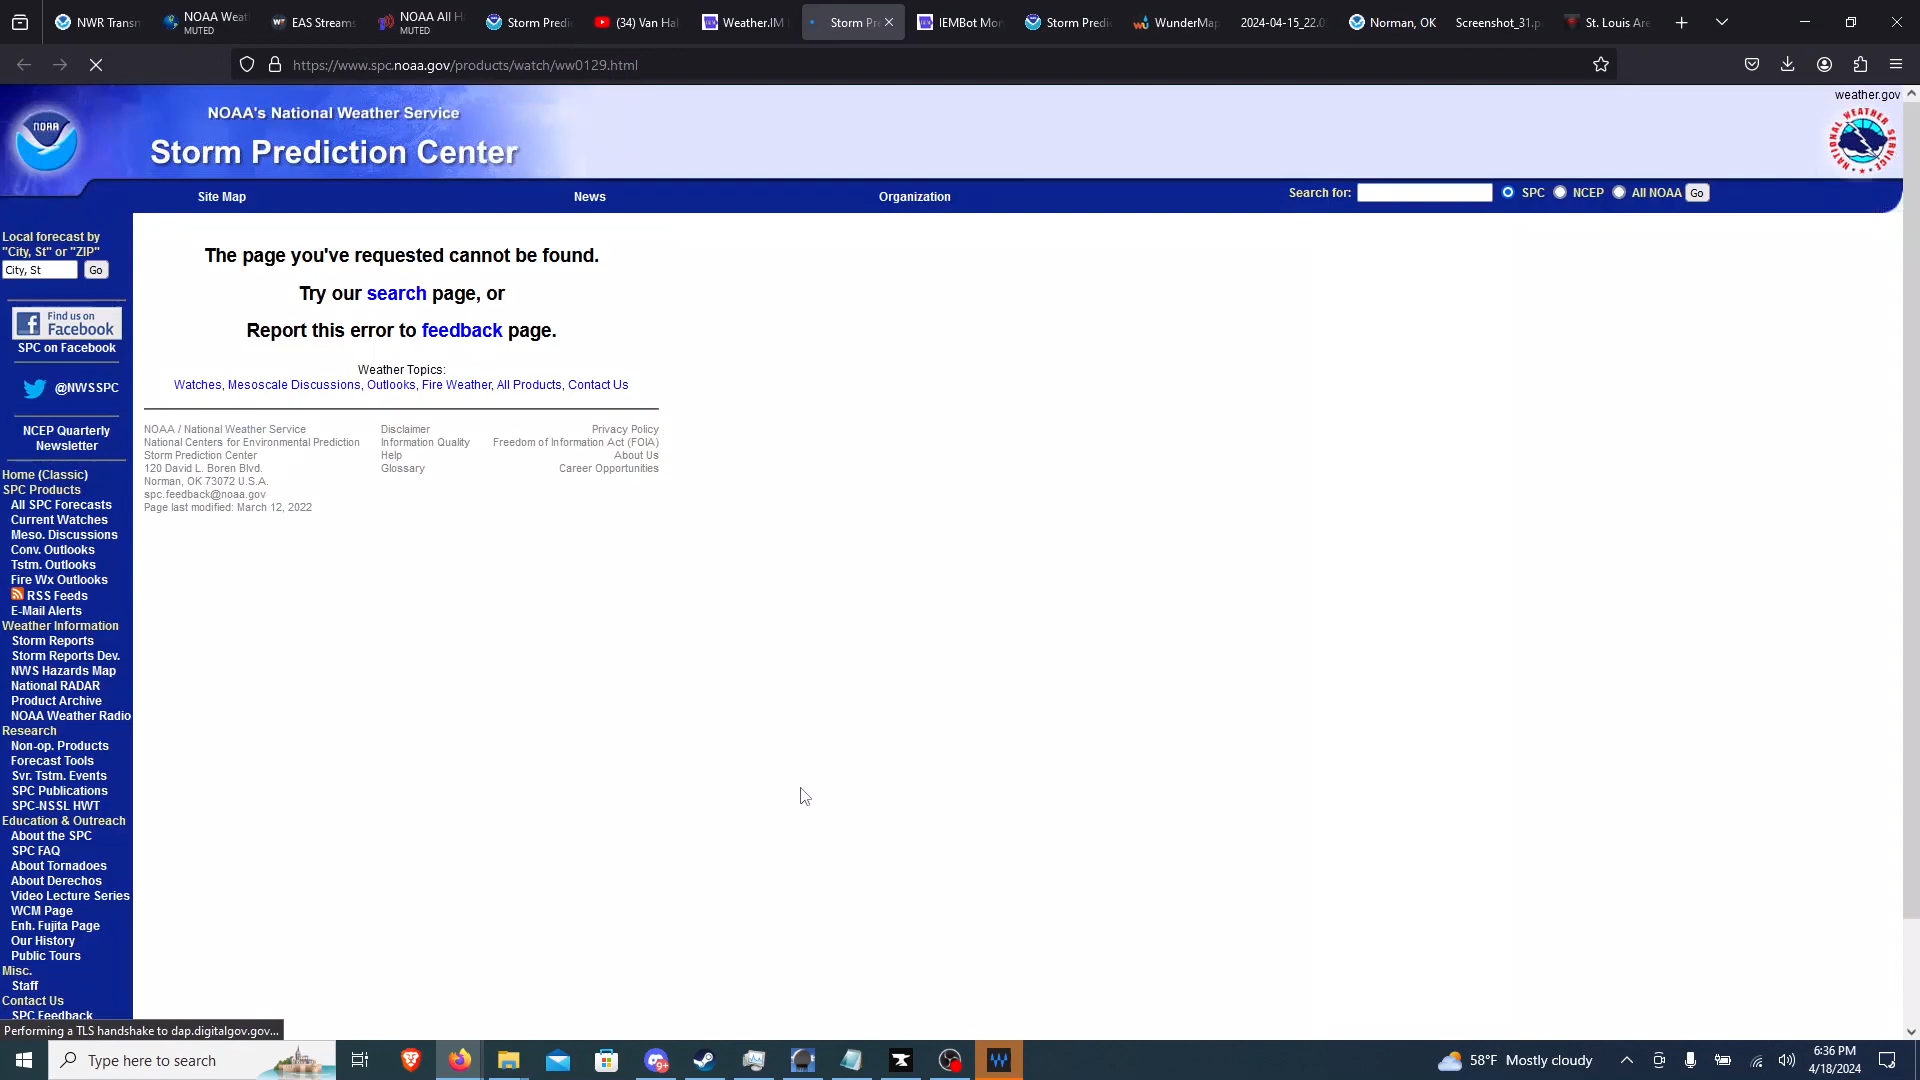 NWR Transm
NOAA Weath
MUTED
EAS Streams
NOAA All H
MUTED
Storm Predic
(34) Van Hal
Weather.IM
Storm Pre
IEMBot Mon
Storm Predic
WunderMap
2024-04-15_22.0
Norman, OK
Screenshot_31.p
St. Louis Are
https://www.spc.noaa.gov/products/watch/ww0129.html
weather.gov
NOAA
NOAA's National Weather Service
Storm Prediction Center
NATIONAL WEATHER SERVICE
Site Map
News
Organization
Search for:
SPC
NCEP
All NOAA
Go
Local forecast by
"City, St" or "ZIP"
City, St
Go
Find us on
Facebook
SPC on Facebook
@NWSSPC
NCEP Quarterly
Newsletter
Home (Classic)
SPC Products
All SPC Forecasts
Current Watches
Meso. Discussions
Conv. Outlooks
Tstm. Outlooks
Fire Wx Outlooks
RSS Feeds
E-Mail Alerts
Weather Information
Storm Reports
Storm Reports Dev.
NWS Hazards Map
National RADAR
Product Archive
NOAA Weather Radio
Research
Non-op. Products
Forecast Tools
Svr. Tstm. Events
SPC Publications
SPC-NSSL HWT
Education & Outreach
About the SPC
SPC FAQ
About Tornadoes
About Derechos
Video Lecture Series
WCM Page
Enh. Fujita Page
Our History
Public Tours
Misc.
Staff
Contact Us
SPC Feedback
The page you've requested cannot be found.
Try our search page, or
Report this error to feedback page.
Weather Topics:
Watches, Mesoscale Discussions, Outlooks, Fire Weather, All Products, Contact Us
NOAA / National Weather Service
National Centers for Environmental Prediction
Storm Prediction Center
120 David L. Boren Blvd.
Norman, OK 73072 U.S.A.
spc.feedback@noaa.gov
Page last modified: March 12, 2022
Disclaimer
Information Quality
Help
Glossary
Privacy Policy
Freedom of Information Act (FOIA)
About Us
Career Opportunities
Performing a TLS handshake to dap.digitalgov.gov...
Type here to search
9+
58°F Mostly cloudy
6:36 PM
4/18/2024